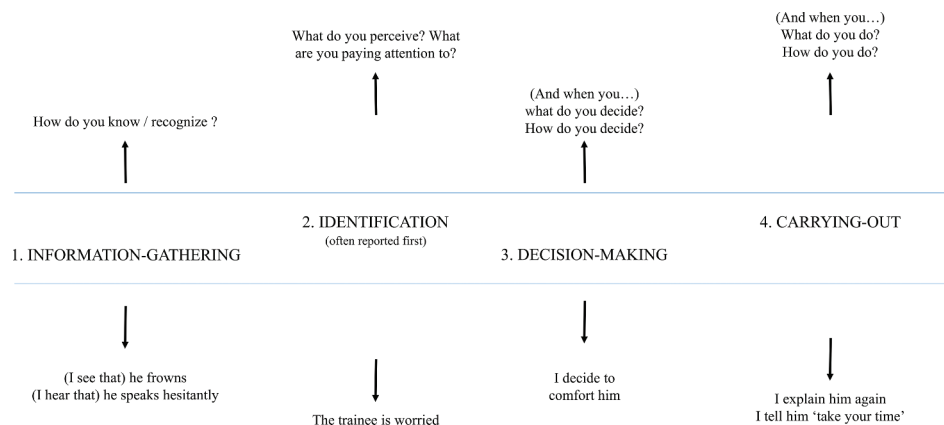 (And when you…)
What do you do?
How do you do?
What do you perceive? What
are you paying attention to?
(And when you…)
what do you decide?
How do you decide?
How do you know / recognize ?
2. IDENTIFICATION
(often reported first)
4. CARRYING-OUT
1. INFORMATION-GATHERING
3. DECISION-MAKING
(I see that) he frowns
(I hear that) he speaks hesitantly
I decide to
comfort him
The trainee is worried
I explain him again
I tell him ‘take your time’